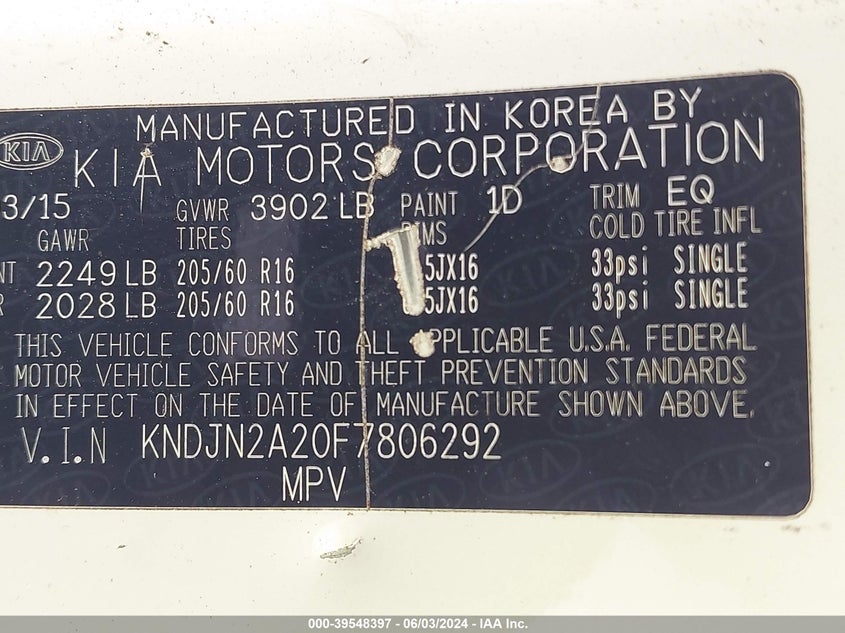 MANUFACTURED IN KOREA BY
KIA KIA MOTORS CORPORATION
3/15 GVWR 3902 LB PAINT 1D TRIM EQ
GAWR TIRES COLD TIRE INFL
2249 LB 205/60 R16 5JX16 33psi SINGLE
2028 LB 205/60 R16 5JX16 33psi SINGLE
THIS VEHICLE CONFORMS TO ALL APPLICABLE U.S.A. FEDERAL
MOTOR VEHICLE SAFETY AND THEFT PREVENTION STANDARDS
IN EFFECT ON THE DATE OF MANUFACTURE SHOWN ABOVE.
V.I.N KNDJN2A20F7806292
MPV
000-39548397 - 06/03/2024 - IAA Inc.